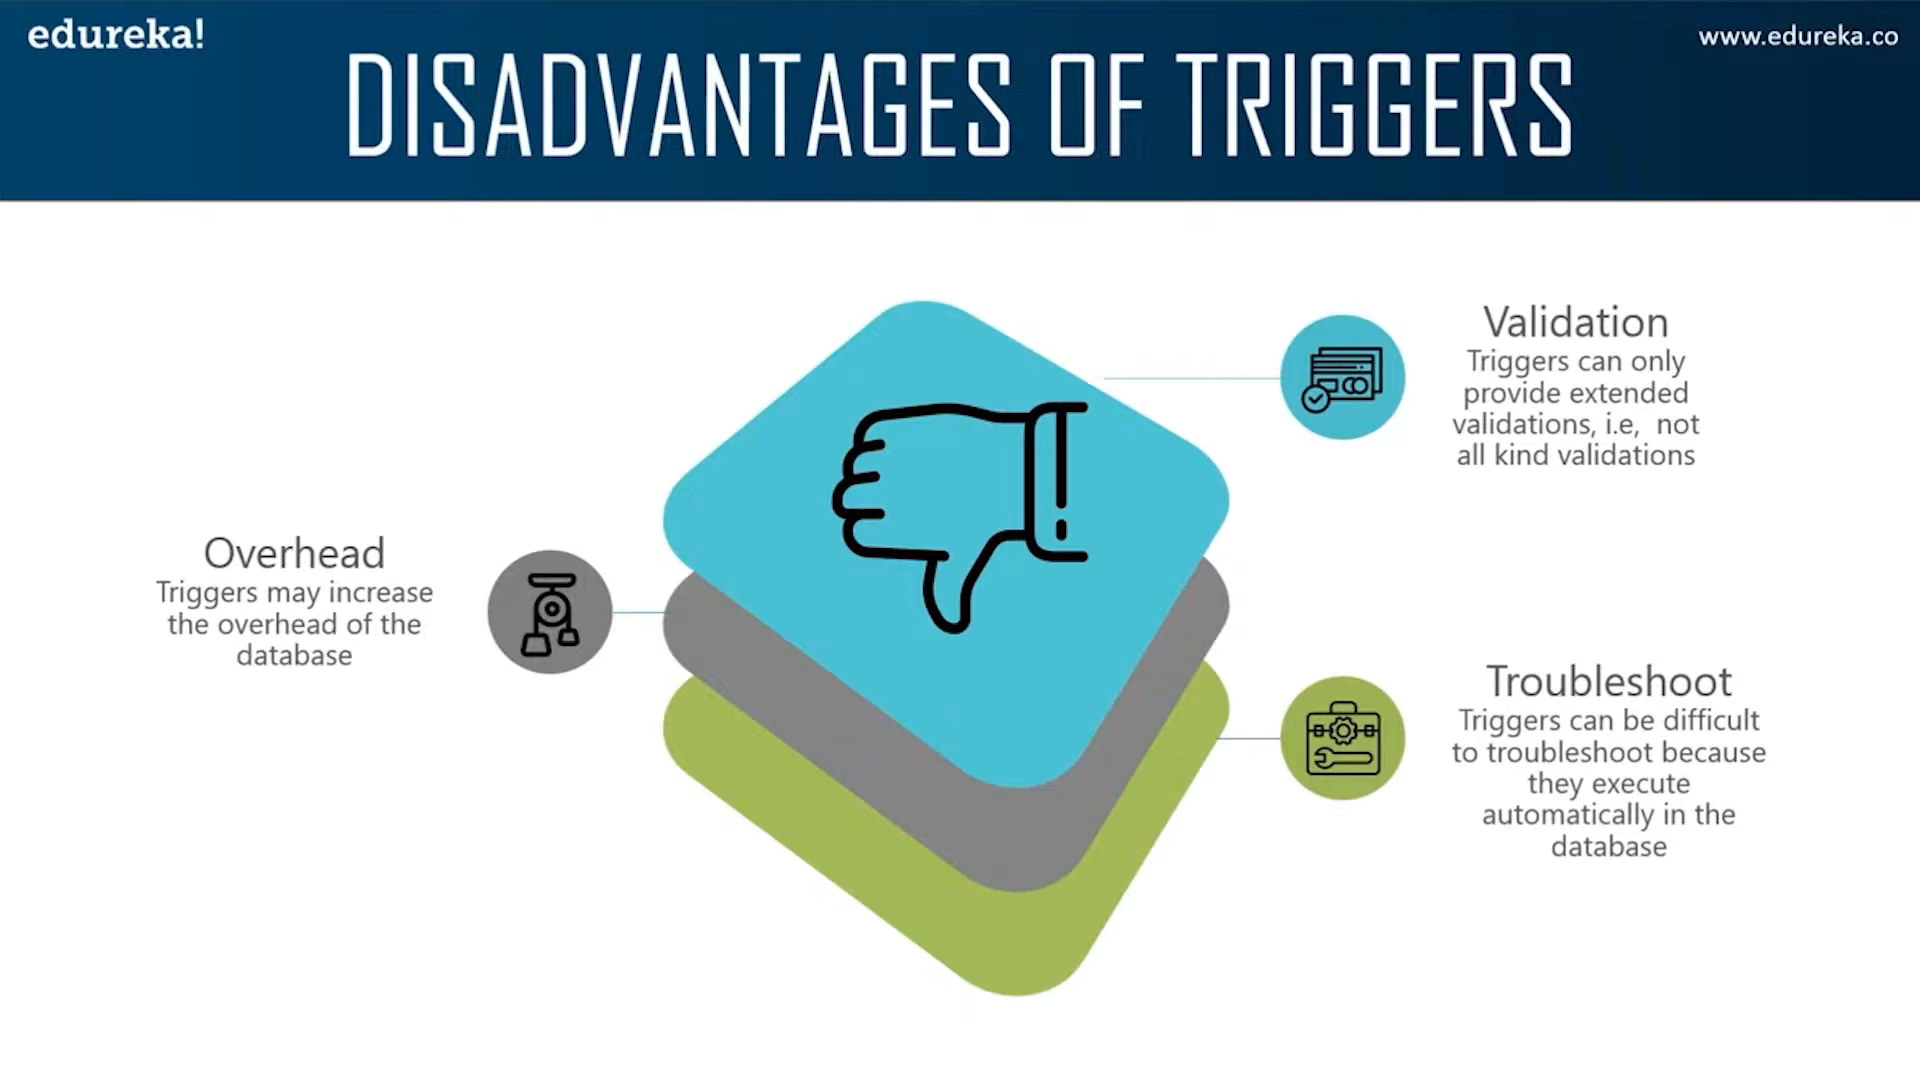 edureka!
www.edureka.co
DISADVANTAGES OF TRIGGERS
Validation
Triggers can only
provide extended
validations, i.e,  not
all kind validations
Overhead
Triggers may increase
the overhead of the
database
Troubleshoot
Triggers can be difficult
to troubleshoot because
they execute
automatically in the
database